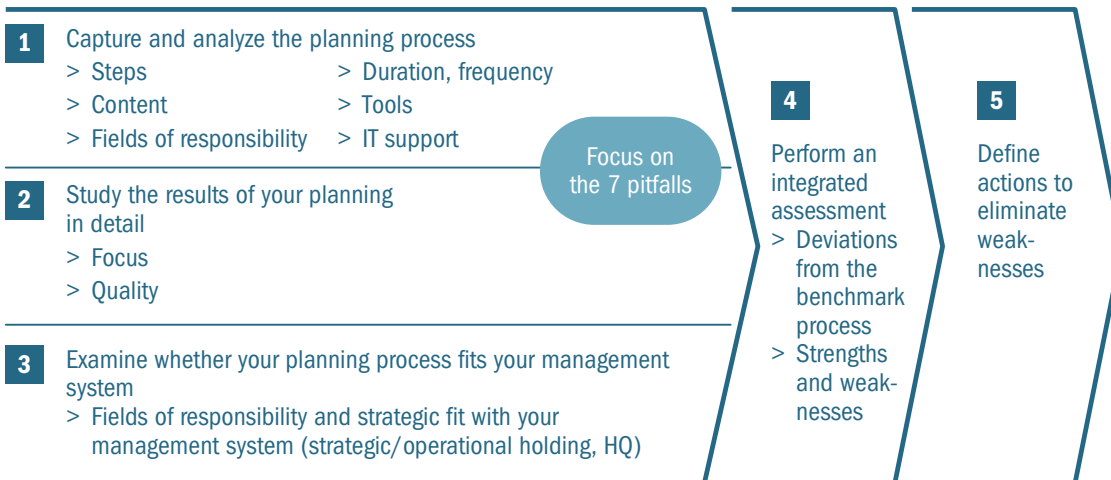 1
Capture and analyze the planning process
> Steps
> Content
> Fields of responsibility
> Duration, frequency
> Tools
> IT support
Focus on
the 7 pitfalls
2
Study the results of your planning
in detail
> Focus
> Quality
3
Examine whether your planning process fits your management
system
> Fields of responsibility and strategic fit with your
management system (strategic/operational holding, HQ)
4
Perform an
integrated
assessment
> Deviations
from the
benchmark
process
> Strengths
and weak-
nesses
5
Define
actions to
eliminate
weak-
nesses